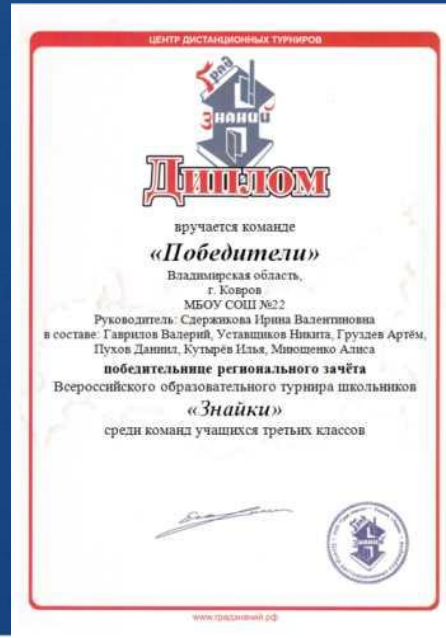 ЦЕНТР ДИСТАНЦИОННЫХ ТУРНИРОВ
Град
Знаний
Диплом
вручается команде
«Победители»
Владимирская область,
г. Ковров
МБОУ СОШ №22
Руководитель: Сдержикова Ирина Валентиновна
в составе: Гаврилов Валерий, Уставщиков Никита, Груздев Артём,
Пухов Даниил, Кутырёв Илья, Миющенко Алиса
победительнице регионального зачёта
Всероссийского образовательного турнира школьников
«Знайки»
среди команд учащихся третьих классов
www.градзнаний.рф